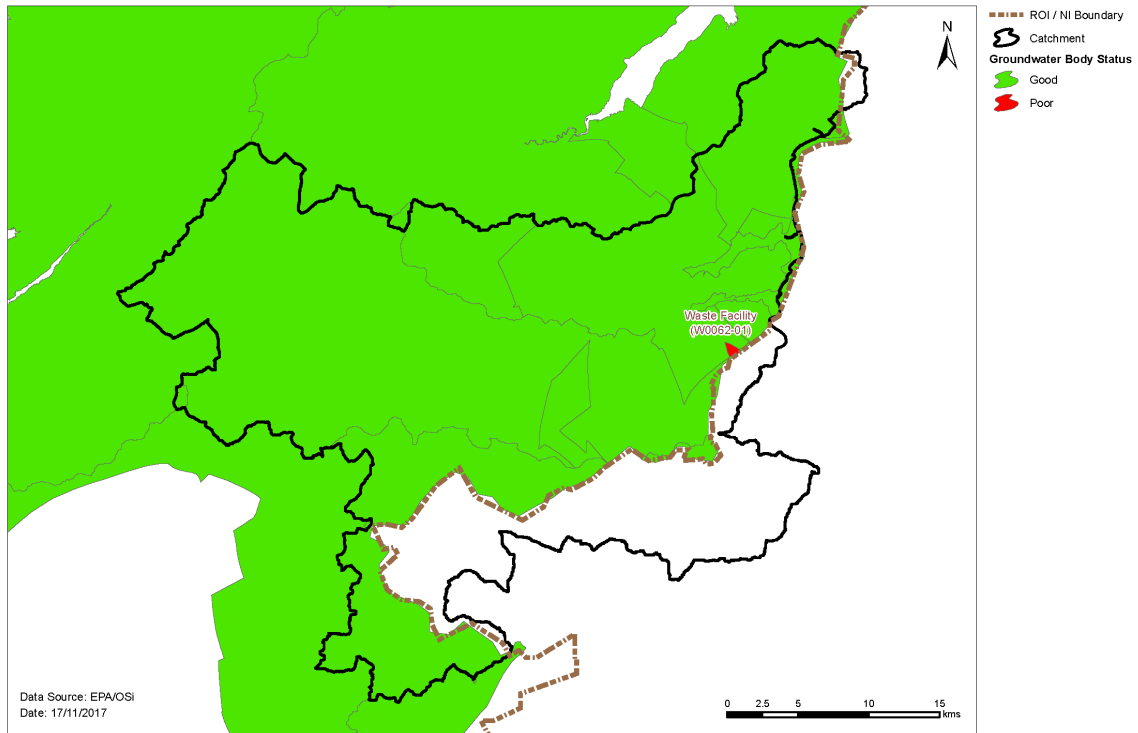 N
ROI / NI Boundary
Catchment
Groundwater Body Status
Good
Poor
Waste Facility
(W0062-01)
Data Source: EPA/OSi
Date: 17/11/2017
0 2.5 5 10 15
kms